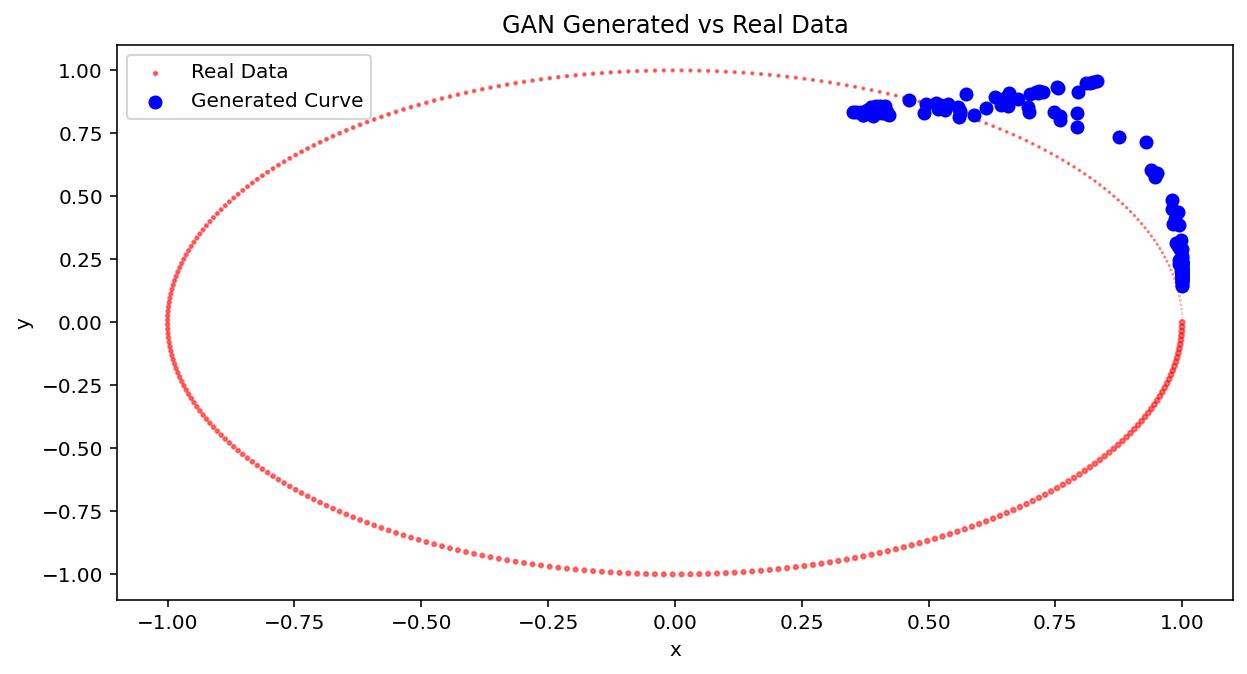 GAN Generated vs Real Data
Real Data
Generated Curve
1.00
0.75
0.50
0.25
0.00
−0.25
−0.50
−0.75
−1.00
y
−1.00 −0.75 −0.50 −0.25 0.00 0.25 0.50 0.75 1.00
x